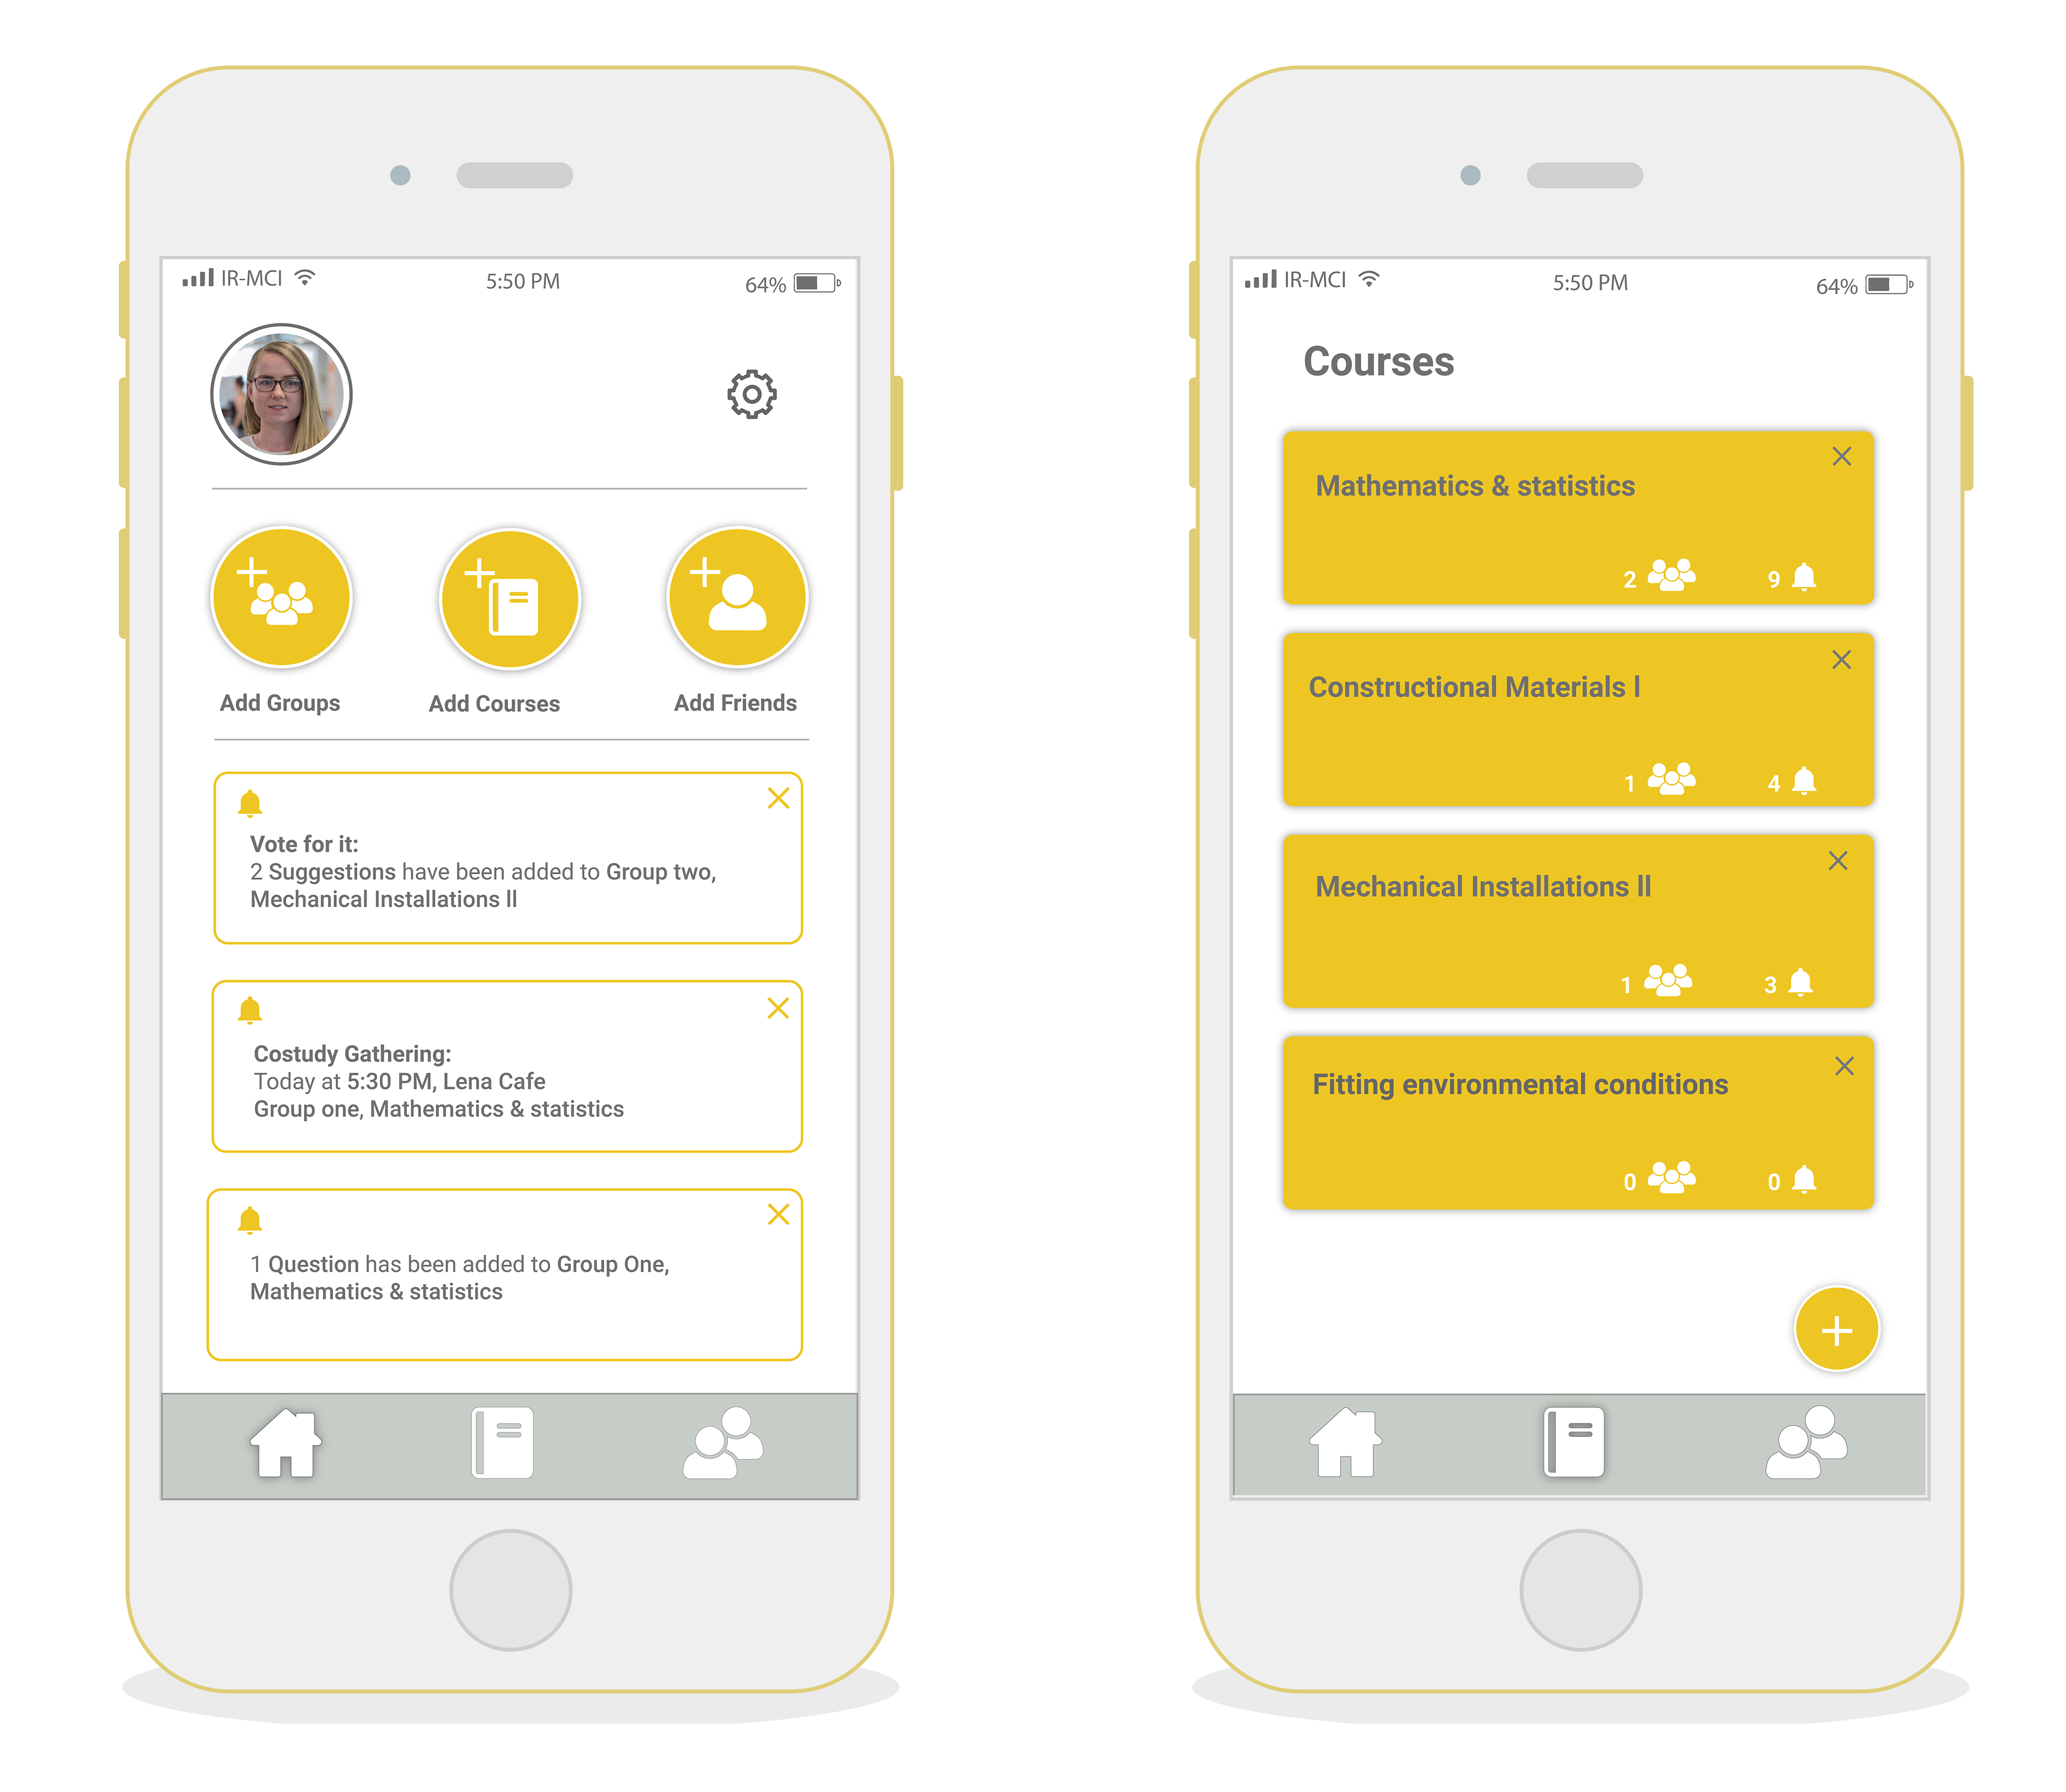 IR-MCI
5:50 PM
64%
Add Groups
Add Courses
Add Friends
Vote for it:
2 Suggestions have been added to Group two,
Mechanical Installations ll
Costudy Gathering:
Today at 5:30 PM, Lena Cafe
Group one, Mathematics & statistics
1 Question has been added to Group One,
Mathematics & statistics
IR-MCI
5:50 PM
64%
Courses
Mathematics & statistics
2
9
Constructional Materials l
1
4
Mechanical Installations ll
1
3
Fitting environmental conditions
0
0